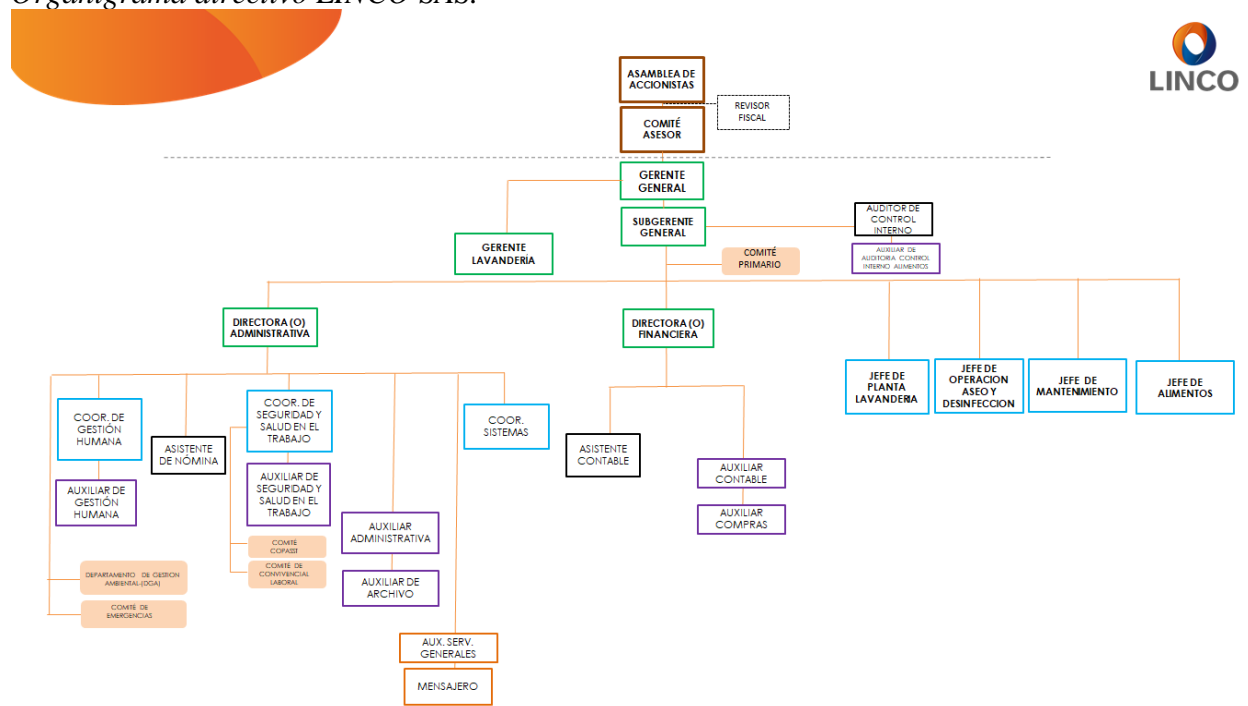 Organigrama directivo LINCO SAS.
LINCO
ASAMBLEA DE
ACCIONISTAS
REVISOR
FISCAL
COMITÉ
ASESOR
GERENTE
GENERAL
SUBGERENTE
GENERAL
AUDITOR DE
CONTROL
INTERNO
GERENTE
LAVANDERÍA
COMITÉ
PRIMARIO
AUXILIAR DE
AUDITORIA CONTROL
INTERNO ALIMENTOS
DIRECTORA (O)
ADMINISTRATIVA
DIRECTORA (O)
FINANCIERA
JEFE DE
PLANTA
LAVANDERIA
JEFE DE
OPERACION
ASEO Y
DESINFECCION
JEFE DE
MANTENIMIENTO
JEFE DE
ALIMENTOS
COOR. DE
GESTIÓN
HUMANA
ASISTENTE
DE NÓMINA
COOR. DE
SEGURIDAD Y
SALUD EN EL
TRABAJO
COOR.
SISTEMAS
ASISTENTE
CONTABLE
AUXILIAR
CONTABLE
AUXILIAR
COMPRAS
AUXILIAR DE
GESTIÓN
HUMANA
AUXILIAR DE
SEGURIDAD Y
SALUD EN EL
TRABAJO
AUXILIAR
ADMINISTRATIVA
COMITÉ
COPASST
COMITÉ DE
CONVIVENCIAL
LABORAL
AUXILIAR DE
ARCHIVO
DEPARTAMENTO DE GESTION
AMBIENTAL (DGA)
COMITÉ DE
EMERGENCIAS
AUX. SERV.
GENERALES
MENSAJERO